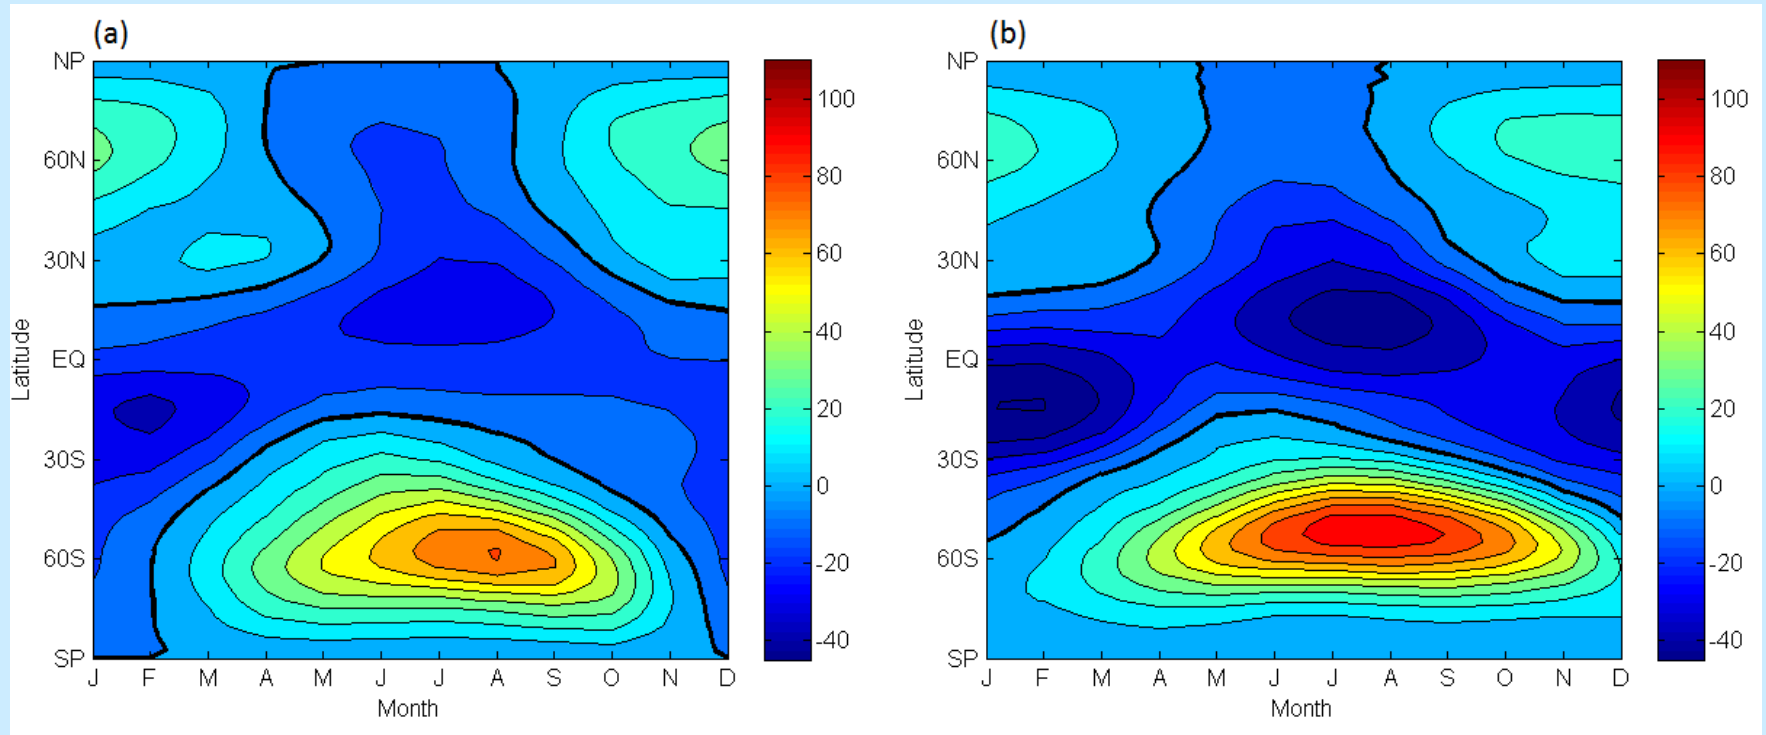 (a)
NP
60N
30N
EQ
30S
60S
SP
Latitude
J F M A M J J A S O N D
Month
100
80
60
40
20
0
-20
-40
(b)
NP
60N
30N
EQ
30S
60S
SP
Latitude
J F M A M J J A S O N D
Month
100
80
60
40
20
0
-20
-40